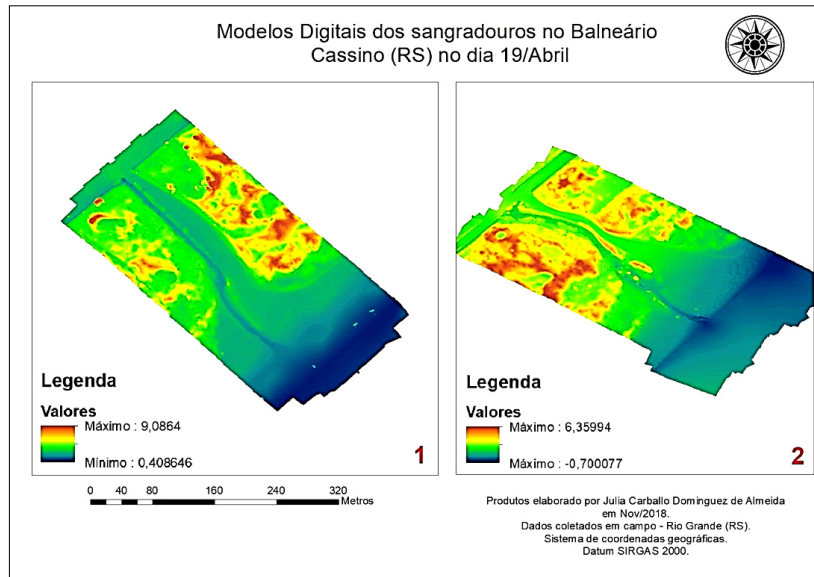 Modelos Digitais dos sangradouros no Balneário
Cassino (RS) no dia 19/Abril
Legenda
Valores
Máximo : 9,0864
Mínimo : 0,408646
1
Legenda
Valores
Máximo : 6,35994
Máximo : -0,700077
2
0 20 40 80 160 240 320
Metros
Produtos elaborado por Julia Carballo Dominguez de Almeida
em Nov/2018.
Dados coletados em campo - Rio Grande (RS).
Sistema de coordenadas geográficas.
Datum SIRGAS 2000.